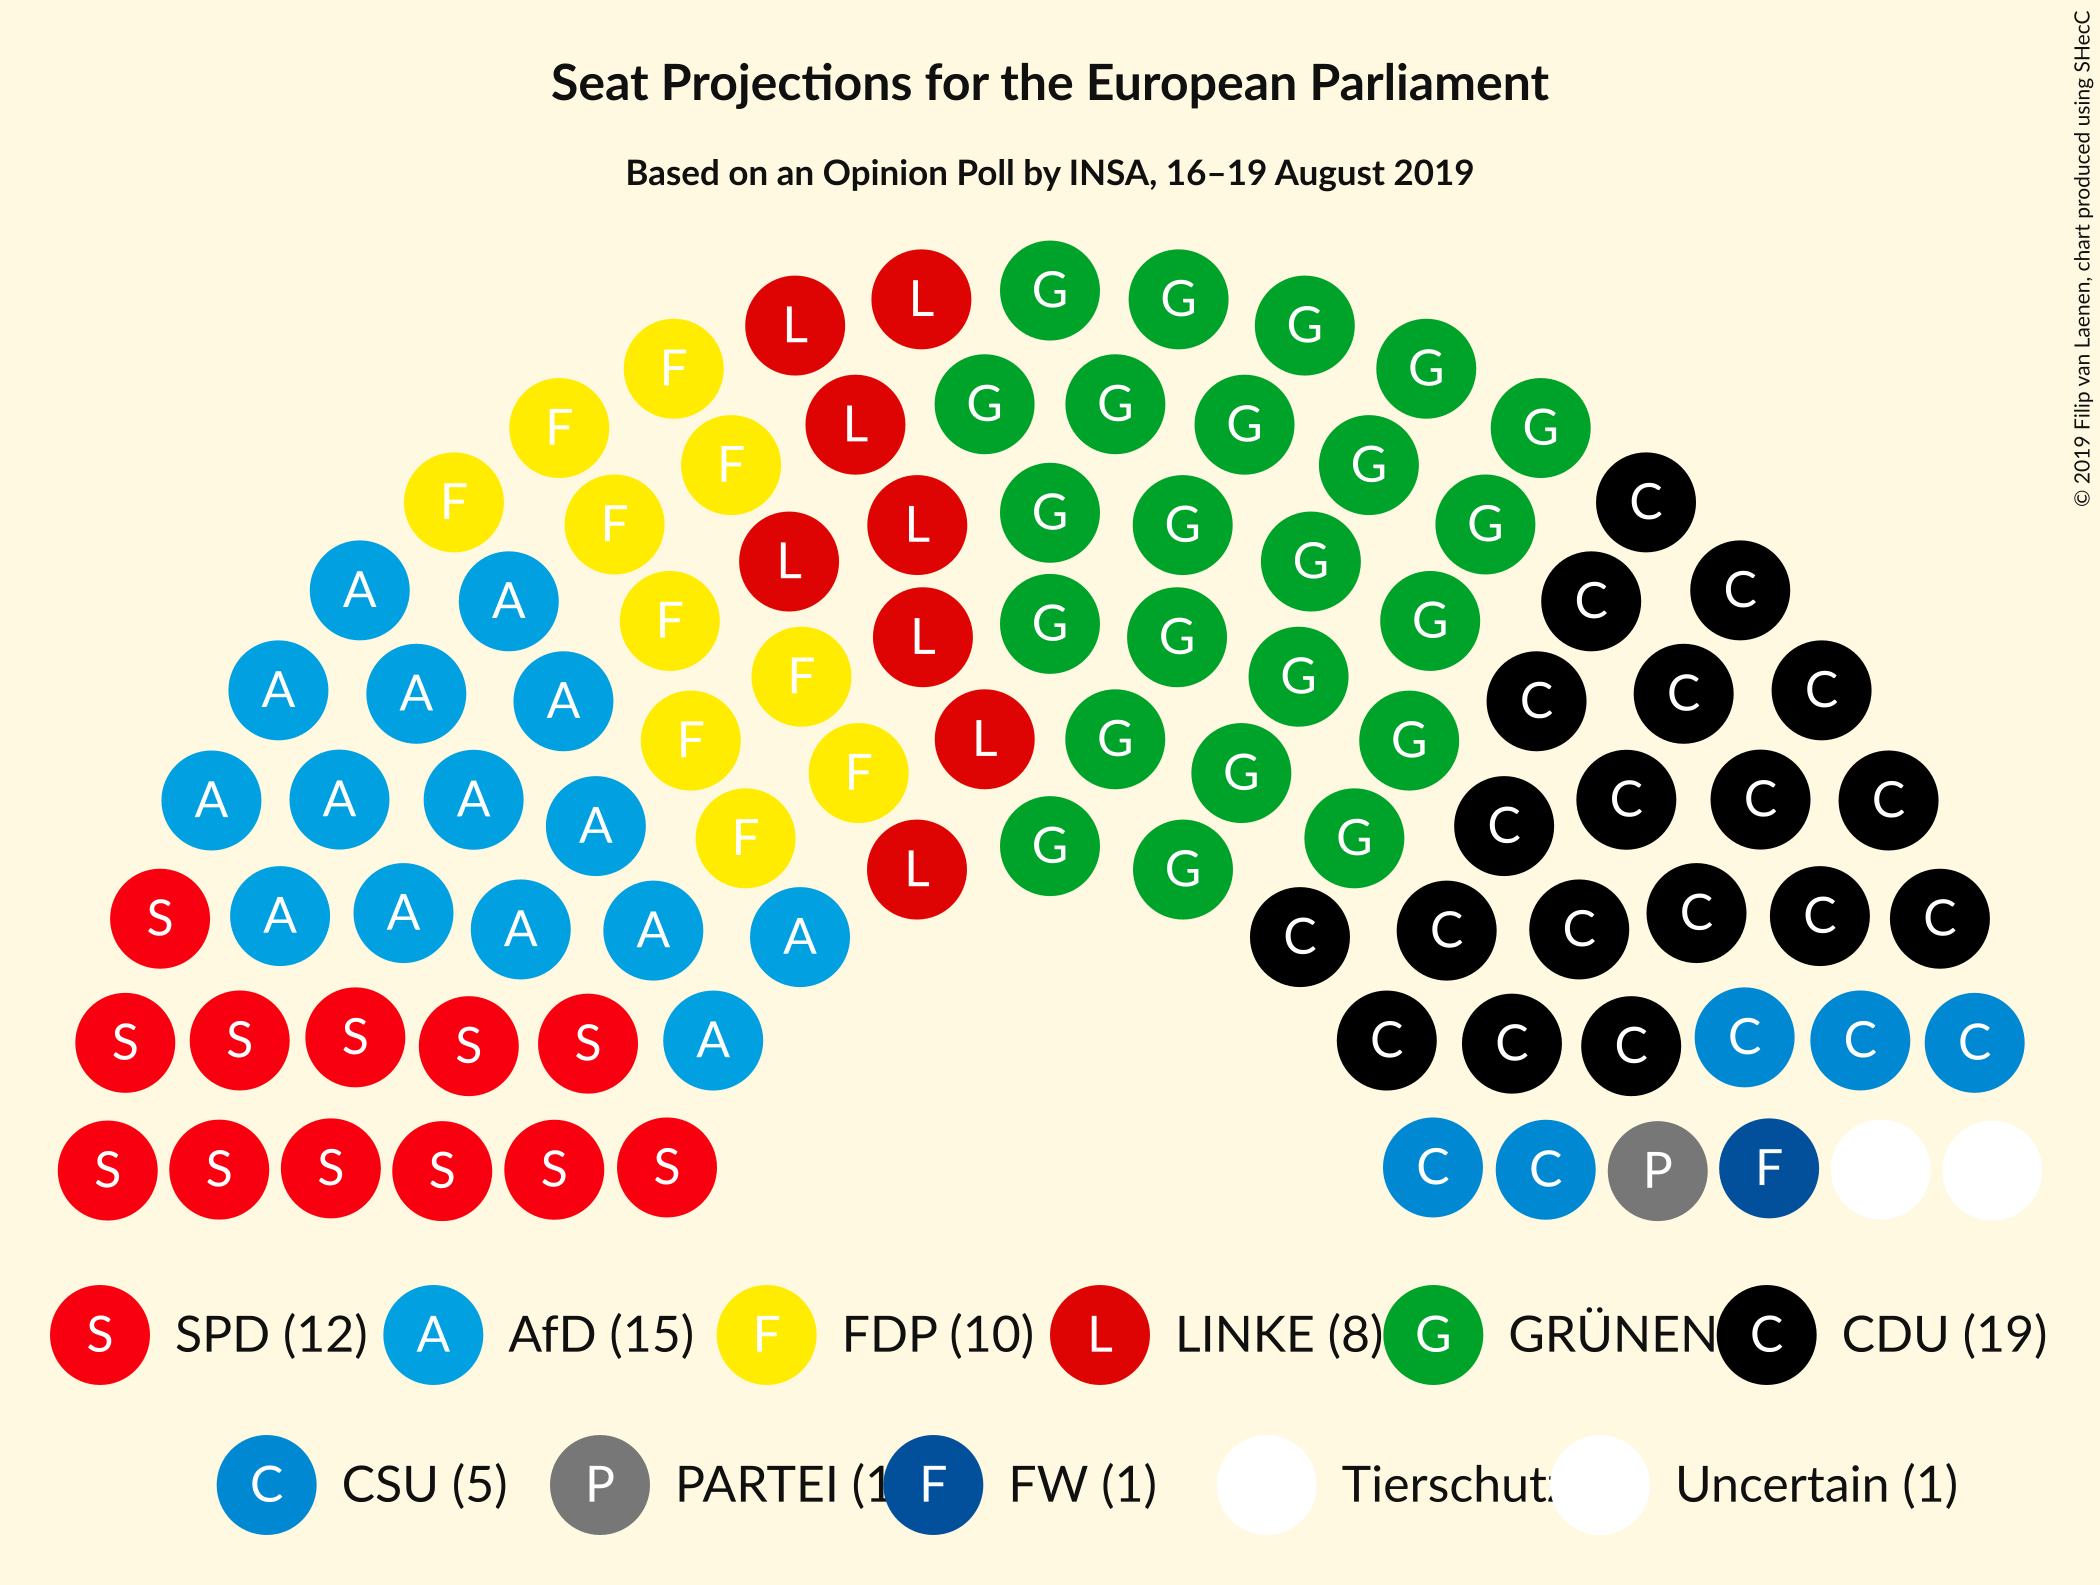 Seat Projections for the European Parliament
Based on an Opinion Poll by INSA, 16–19 August 2019
© 2019 Filip van Laenen, chart produced using SHecC
L L G G G
F L G G G G
F F L G G G G
F F L L G G G G C
A A F L G G G G C C
A A A F F L G G G C C C
A A A A F F L G G G C C C C
S A A A A A L G G C C C C C C
S S S S S A C C C C C C
S S S S S S C C P F
S SPD (12) A AfD (15) F FDP (10) L LINKE (8) G GRÜNEN C CDU (19)
C CSU (5) P PARTEI (1 F FW (1) Tierschutz Uncertain (1)